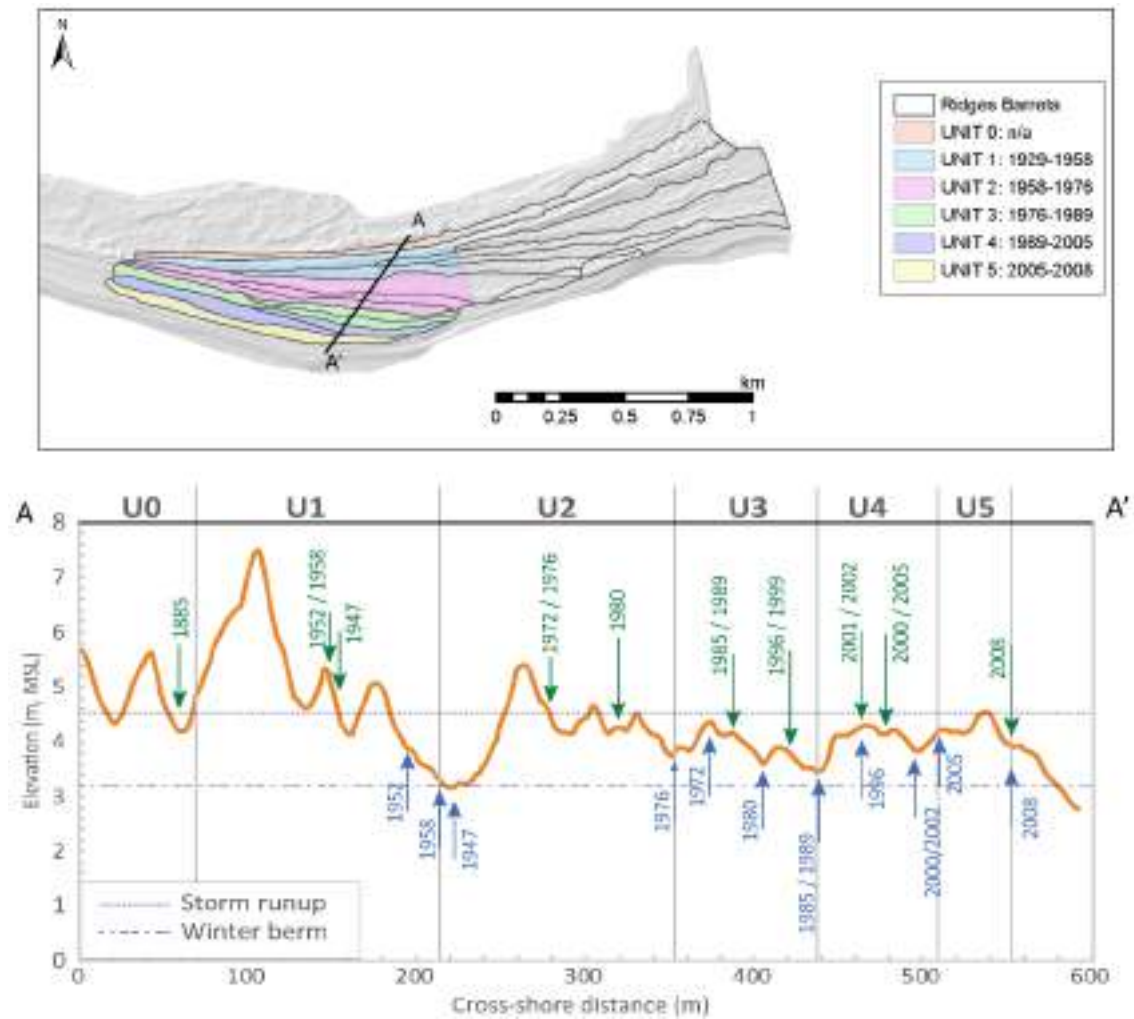 N
Ridges Barreta
UNIT 0: n/a
UNIT 1: 1929-1958
UNIT 2: 1958-1976
UNIT 3: 1976-1989
UNIT 4: 1989-2005
UNIT 5: 2005-2008
A
A'
km
0 0.25 0.5 0.75 1
A U0 U1 U2 U3 U4 U5 A'
8
7
6
5
4
3
2
1
0
Elevation (m, MSL)
1885
1952 / 1958
1947
1972 / 1976
1980
1985 / 1989
1996 / 1999
2001 / 2002
2000 / 2005
2008
1952
1958
1947
1976
1972
1980
1985 / 1989
1996
2000/2002
2005
2008
Storm runup
Winter berm
0 100 200 300 400 500 600
Cross-shore distance (m)